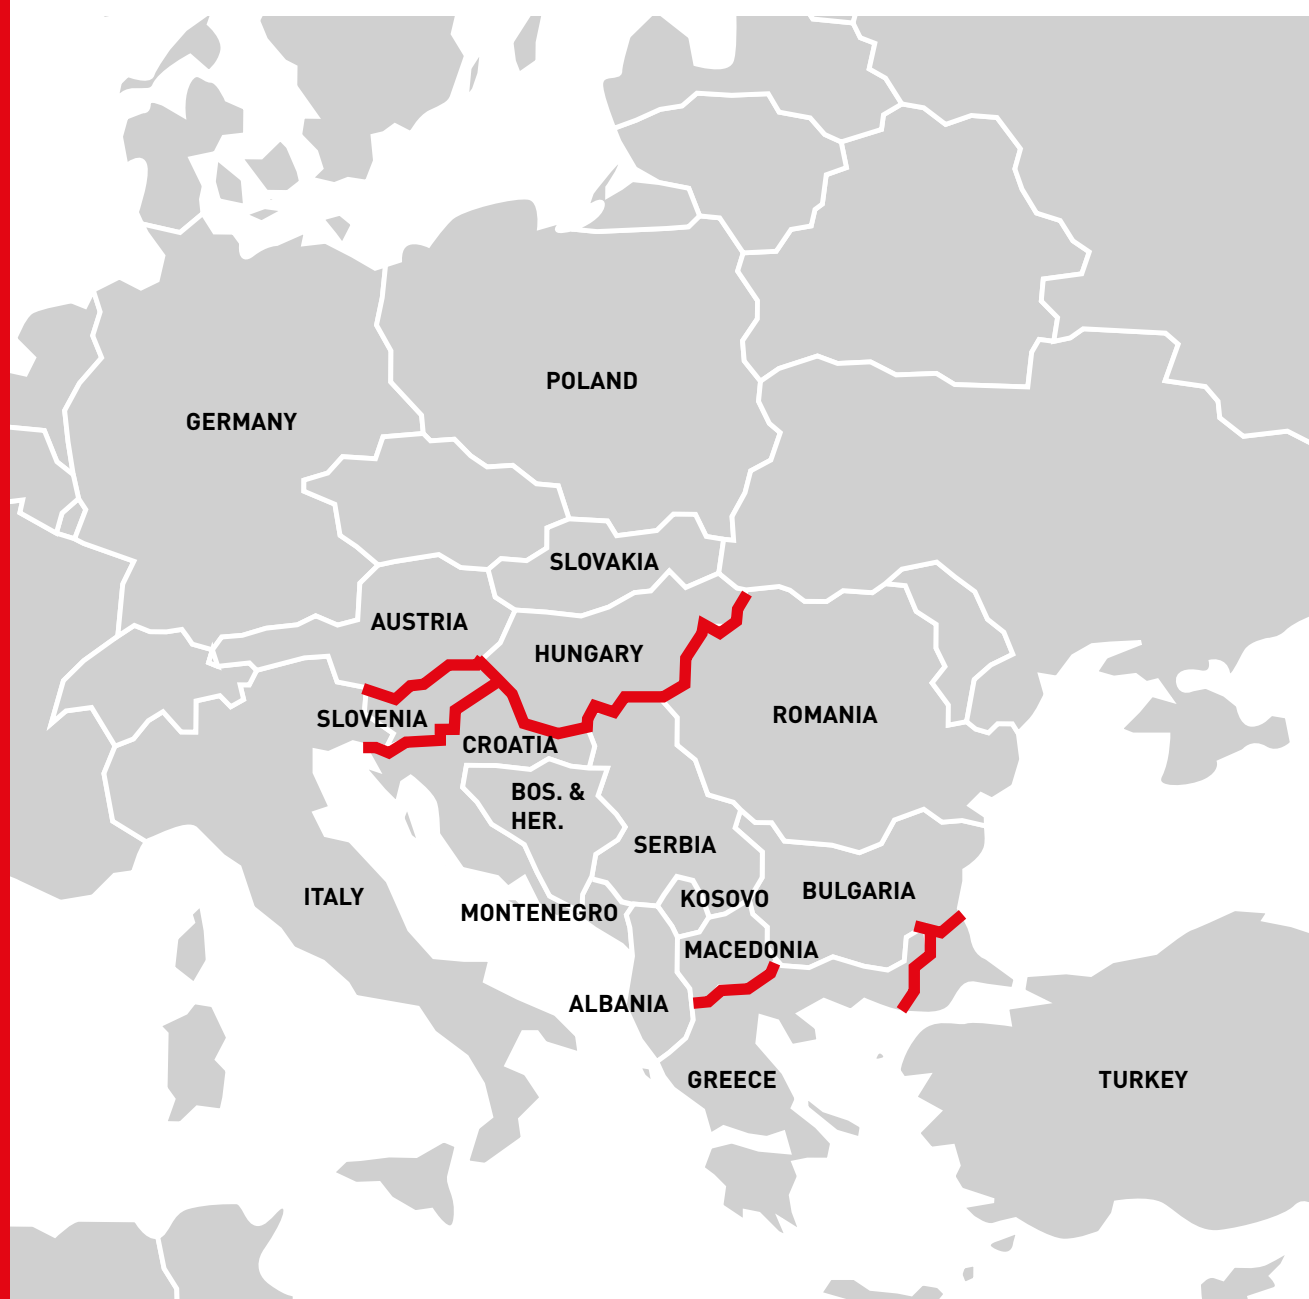 POLAND
GERMANY
SLOVAKIA
AUSTRIA
HUNGARY
SLOVENIA
ROMANIA
CROATIA
BOS. &
HER.
SERBIA
ITALY
KOSOVO
BULGARIA
MONTENEGRO
MACEDONIA
ALBANIA
GREECE
TURKEY